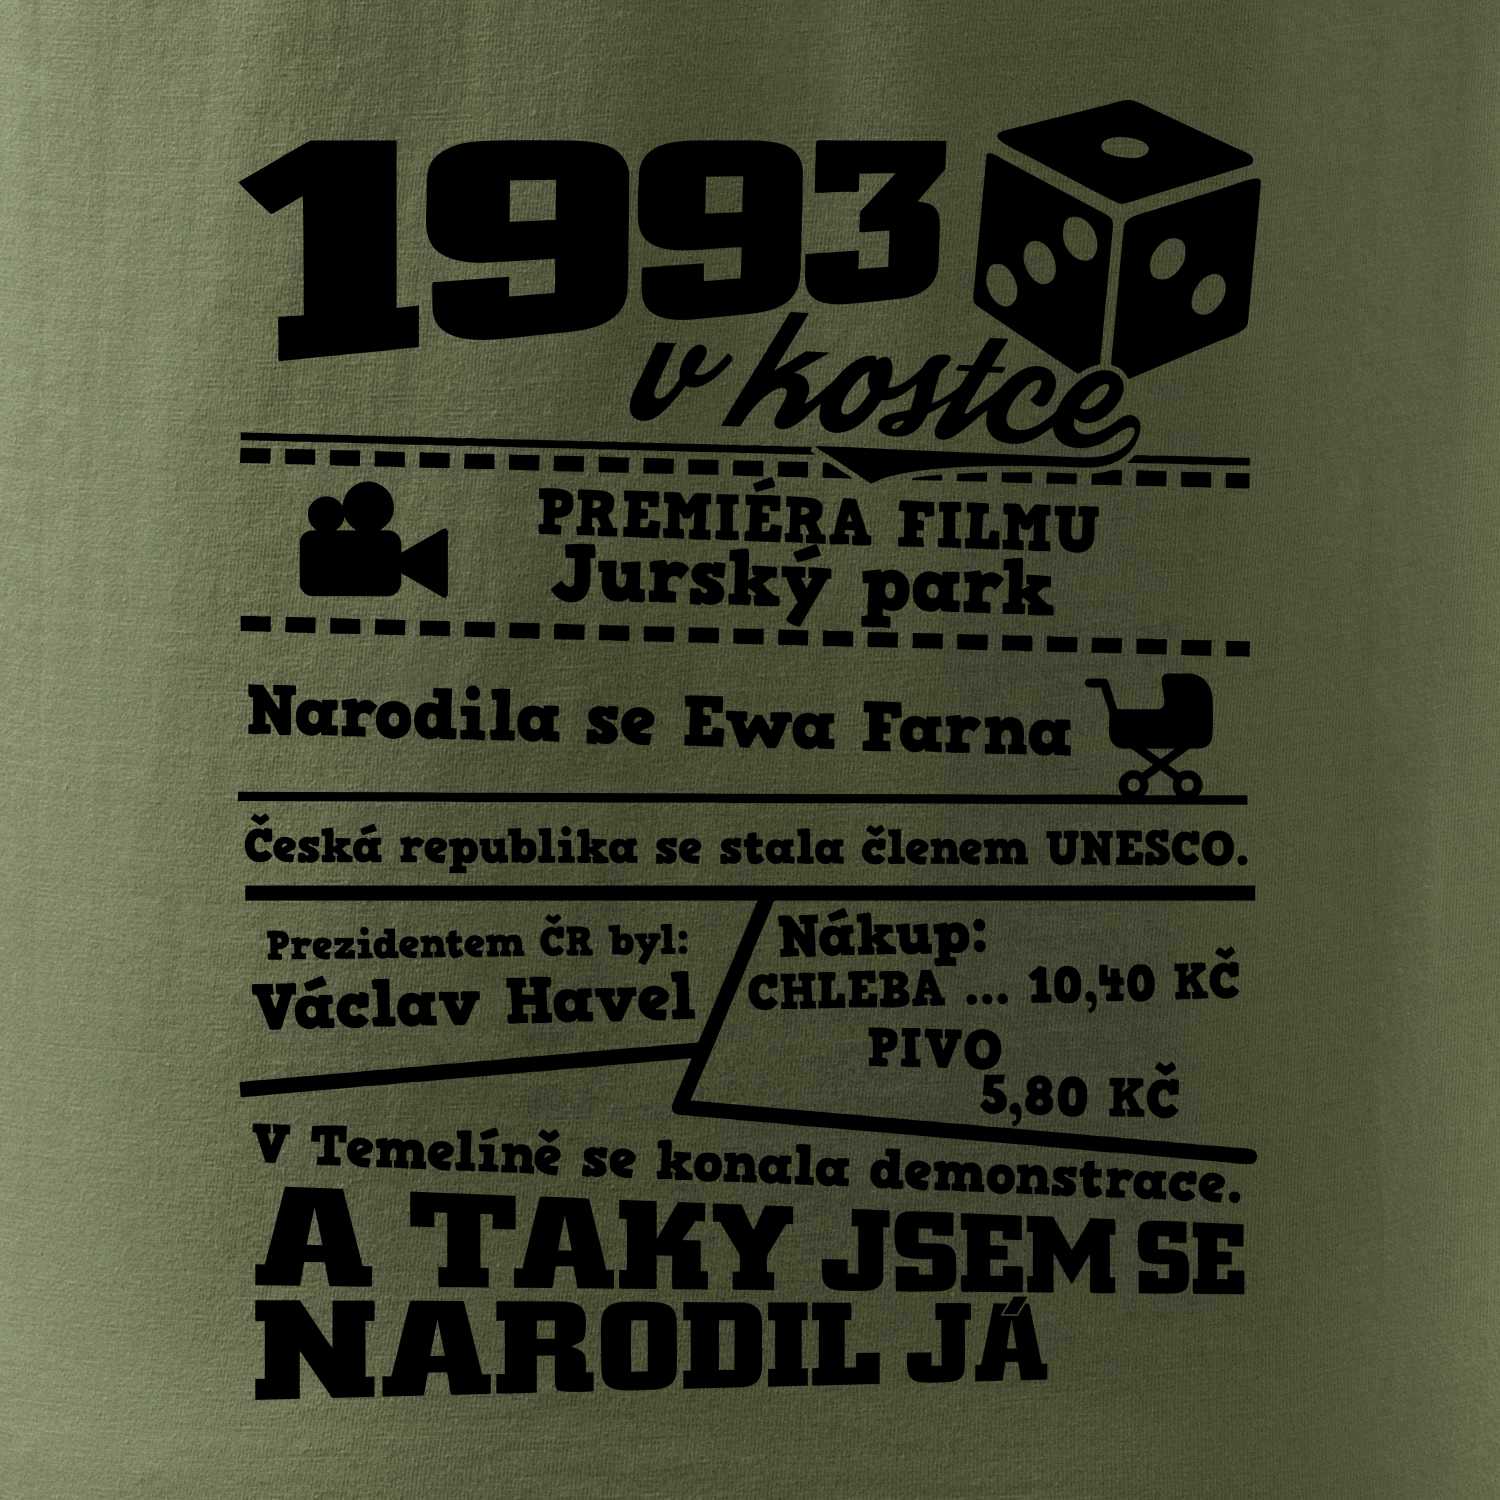 1993
v kostce
PREMIÉRA FILMU
Jurský park
Narodila se Ewa Farna
Česká republika se stala členem UNESCO.
Prezidentem ČR byl:
Václav Havel
Nákup:
CHLEBA ... 10,40 KČ
PIVO
5,80 KČ
V Temelíně se konala demonstrace.
A TAKY JSEM SE
NARODIL JÁ